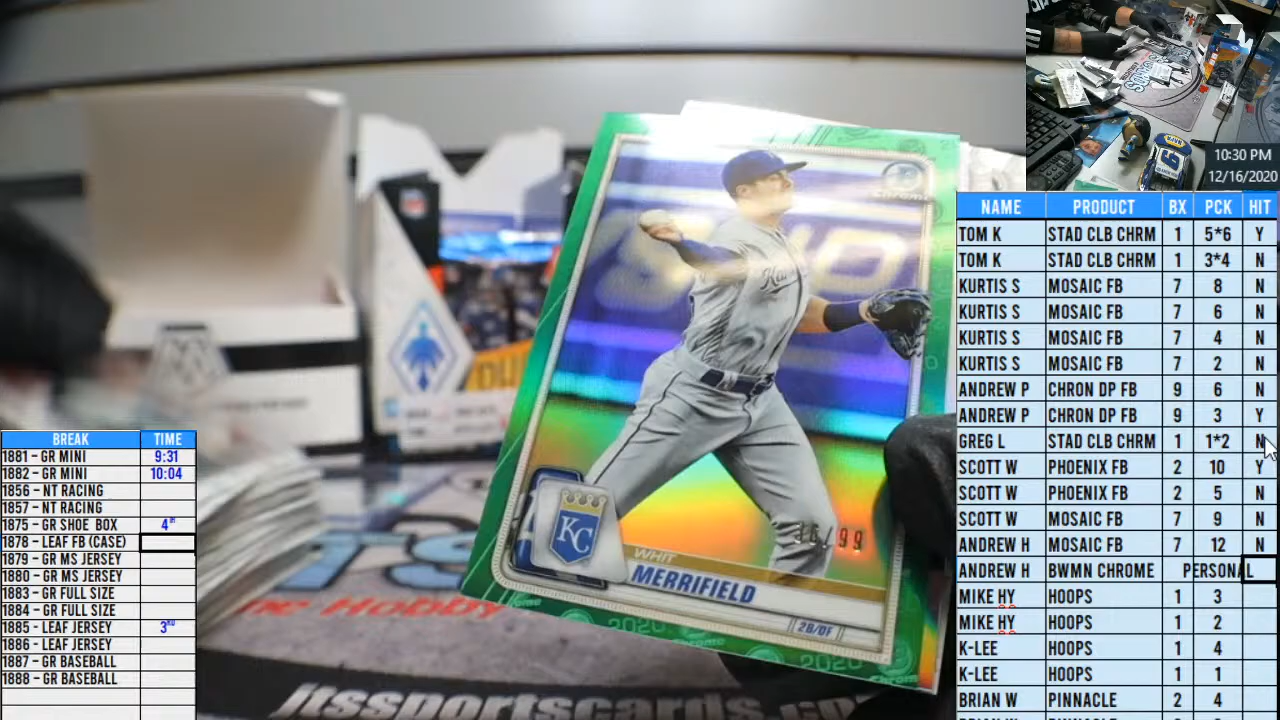 10:30 PM
12/16/2020
NAME PRODUCT BX PCK HIT
TOM K STAD CLB CHRM 1 5*6 Y
TOM K STAD CLB CHRM 1 3*4 N
KURTIS S MOSAIC FB 7 8 N
KURTIS S MOSAIC FB 7 6 N
KURTIS S MOSAIC FB 7 4 N
KURTIS S MOSAIC FB 7 2 N
ANDREW P CHRON DP FB 9 6 N
ANDREW P CHRON DP FB 9 3 Y
GREG L STAD CLB CHRM 1 1*2 N
SCOTT W PHOENIX FB 2 10 Y
SCOTT W PHOENIX FB 2 5 N
SCOTT W MOSAIC FB 7 9 N
ANDREW H MOSAIC FB 7 12 N
ANDREW H BWMN CHROME PERSONAL
MIKE HY HOOPS 1 3
MIKE HY HOOPS 1 2
K-LEE HOOPS 1 4
K-LEE HOOPS 1 1
BRIAN W PINNACLE 2 4
BREAK TIME
1881 – GR MINI 9:31
1882 – GR MINI 10:04
1856 – NT RACING
1857 – NT RACING
1875 – GR SHOE BOX 4TH
1878 – LEAF FB (CASE)
1879 – GR MS JERSEY
1880 – GR MS JERSEY
1883 – GR FULL SIZE
1884 – GR FULL SIZE
1885 – LEAF JERSEY 3RD
1886 – LEAF JERSEY
1887 – GR BASEBALL
1888 – GR BASEBALL
Chrome
KC
WHIT
MERRIFIELD
2B/OF
2020
2020
Chrome
he Hobby
jtssportscards.co